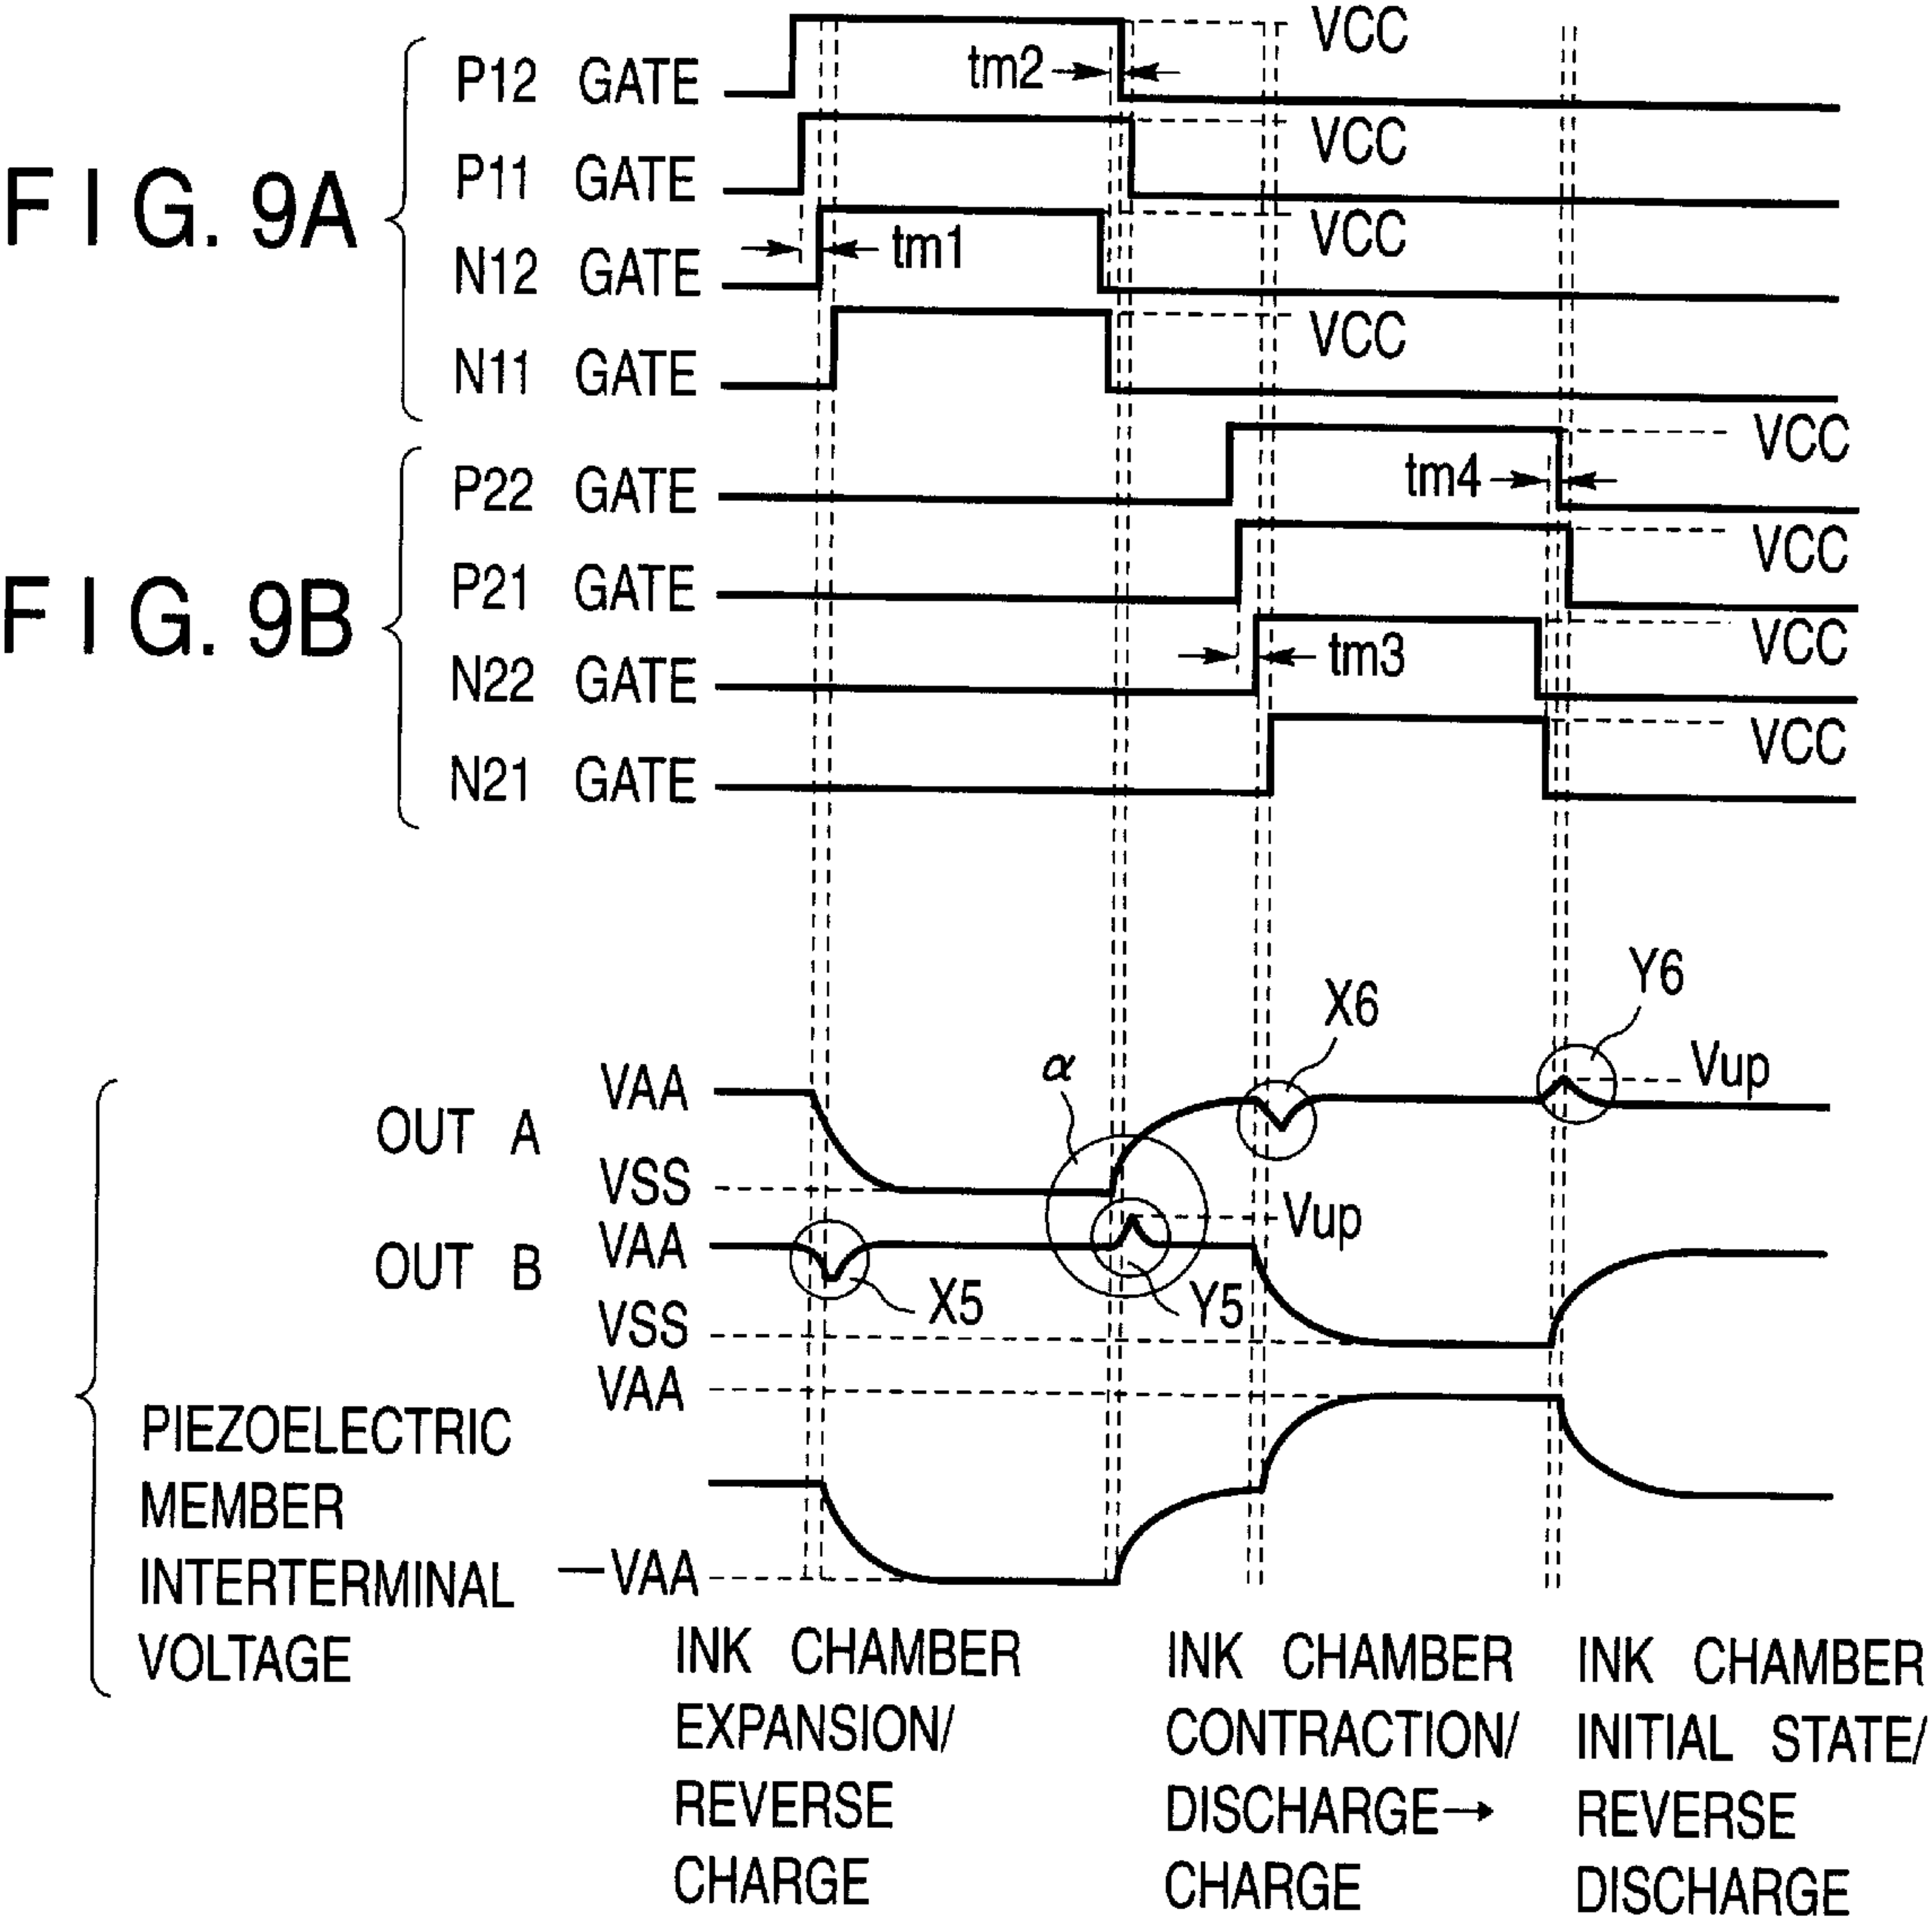 FIG. 9A
P12 GATE
tm2
VCC
P11 GATE
VCC
N12 GATE
tm1
VCC
N11 GATE
VCC
FIG. 9B
P22 GATE
tm4
VCC
P21 GATE
VCC
N22 GATE
tm3
VCC
N21 GATE
VCC
OUT A
VAA
VSS
α
X6
Y6
Vup
OUT B
VAA
VSS
X5
Y5
Vup
PIEZOELECTRIC
MEMBER
INTERTERMINAL
VOLTAGE
VAA
—VAA
INK CHAMBER
EXPANSION/
REVERSE
CHARGE
INK CHAMBER
CONTRACTION/
DISCHARGE→
CHARGE
INK CHAMBER
INITIAL STATE/
REVERSE
DISCHARGE